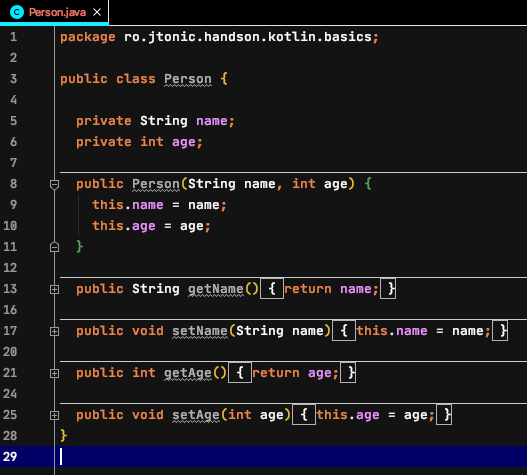 Person.java
1 package ro.jtonic.handson.kotlin.basics;
2
3 public class Person {
4
5 private String name;
6 private int age;
7
8 public Person(String name, int age) {
9 this.name = name;
10 this.age = age;
11 }
12
13 public String getName() { return name; }
16
17 public void setName(String name) { this.name = name; }
20
21 public int getAge() { return age; }
24
25 public void setAge(int age) { this.age = age; }
28 }
29